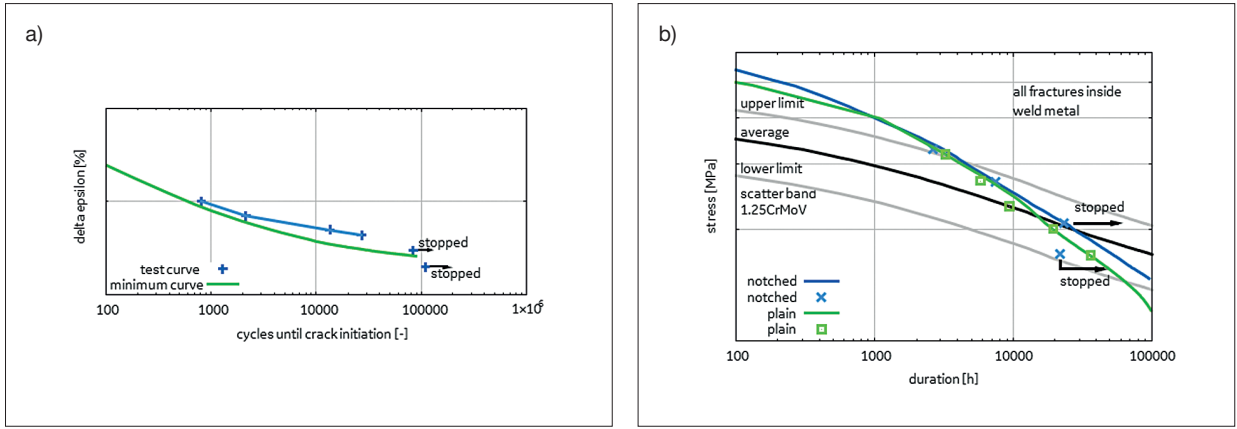 a)
delta epsilon [%]
stopped
stopped
test curve
minimum curve
100
1000
10000
100000
1×10⁶
cycles until crack initiation [-]
b)
stress [MPa]
all fractures inside
weld metal
upper limit
average
lower limit
scatter band
1.25CrMoV
stopped
stopped
notched
notched
plain
plain
100
1000
10000
100000
duration [h]